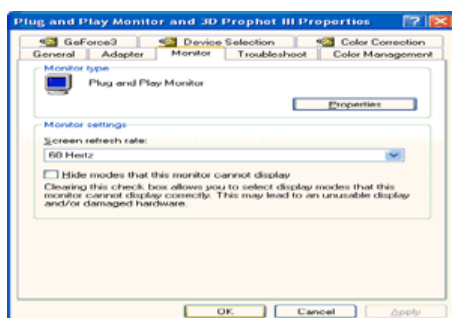 Plug and Play Monitor and 3D Prophet III Properties
GeForce3 Device Selection Color Correction
General Adapter Monitor Troubleshoot Color Management
Monitor type
Plug and Play Monitor
Properties
Monitor settings
Screen refresh rate:
60 Hertz
Hide modes that this monitor cannot display
Clearing this check box allows you to select display modes that this
monitor cannot display correctly. This may lead to an unusable display
and/or damaged hardware.
OK Cancel Apply